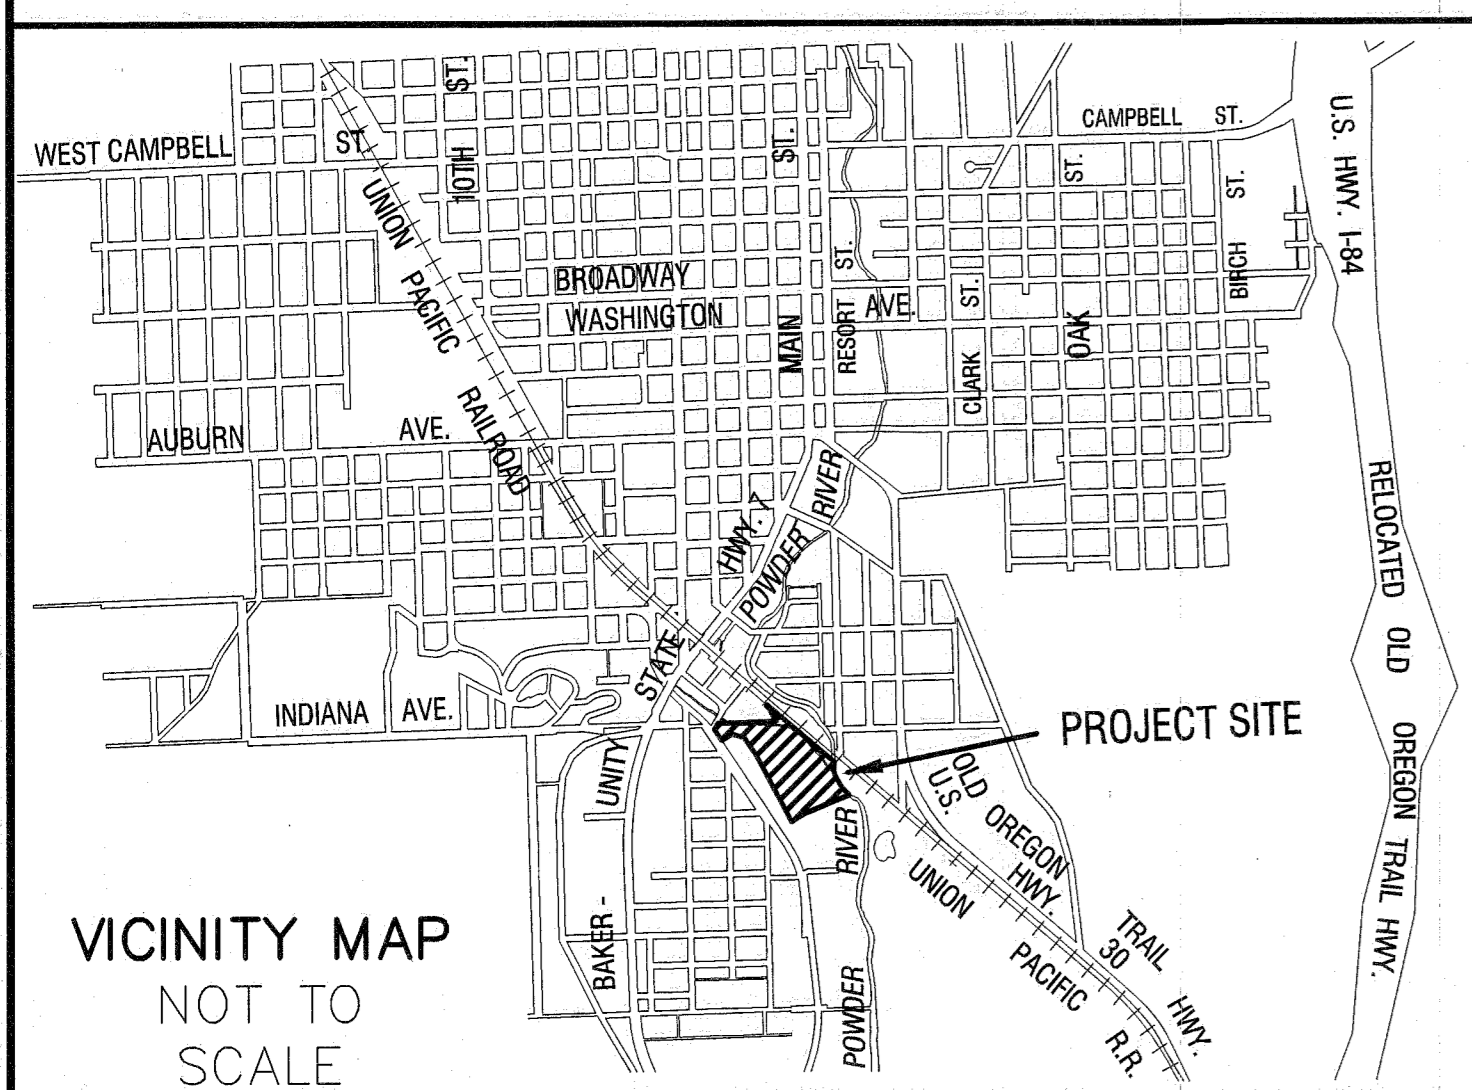 WEST CAMPBELL ST.
CAMPBELL ST.
10TH ST.
UNION PACIFIC RAILROAD
BROADWAY
WASHINGTON AVE.
MAIN ST.
RESORT ST.
CLARK ST.
OAK ST.
BIRCH ST.
U.S. HWY. I-84
AUBURN AVE.
RELOCATED OLD OREGON TRAIL HWY.
STATE HWY. 7
POWDER RIVER
INDIANA AVE.
PROJECT SITE
BAKER - UNITY
POWDER RIVER
OLD OREGON TRAIL HWY.
U.S. HWY. 30
UNION PACIFIC R.R.
VICINITY MAP
NOT TO
SCALE